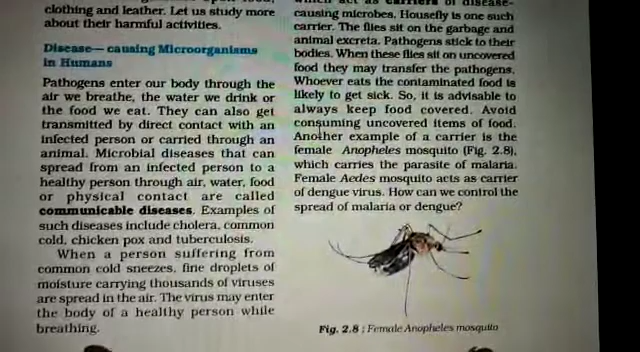 clothing and leather. Let us study more
about their harmful activities.
Disease— causing Microorganisms
in Humans
Pathogens enter our body through the
air we breathe, the water we drink or
the food we eat. They can also get
transmitted by direct contact with an
infected person or carried through an
animal. Microbial diseases that can
spread from an infected person to a
healthy person through air, water, food
or physical contact are called
communicable diseases. Examples of
such diseases include cholera, common
cold, chicken pox and tuberculosis.
When a person suffering from
common cold sneezes, fine droplets of
moisture carrying thousands of viruses
are spread in the air. The virus may enter
the body of a healthy person while
breathing.
which act as carriers of disease-
causing microbes. Housefly is one such
carrier. The flies sit on the garbage and
animal excreta. Pathogens stick to their
bodies. When these flies sit on uncovered
food they may transfer the pathogens.
Whoever eats the contaminated food is
likely to get sick. So, it is advisable to
always keep food covered. Avoid
consuming uncovered items of food.
Another example of a carrier is the
female Anopheles mosquito (Fig. 2.8),
which carries the parasite of malaria.
Female Aedes mosquito acts as carrier
of dengue virus. How can we control the
spread of malaria or dengue?
Fig. 2.8 : Female Anopheles mosquito